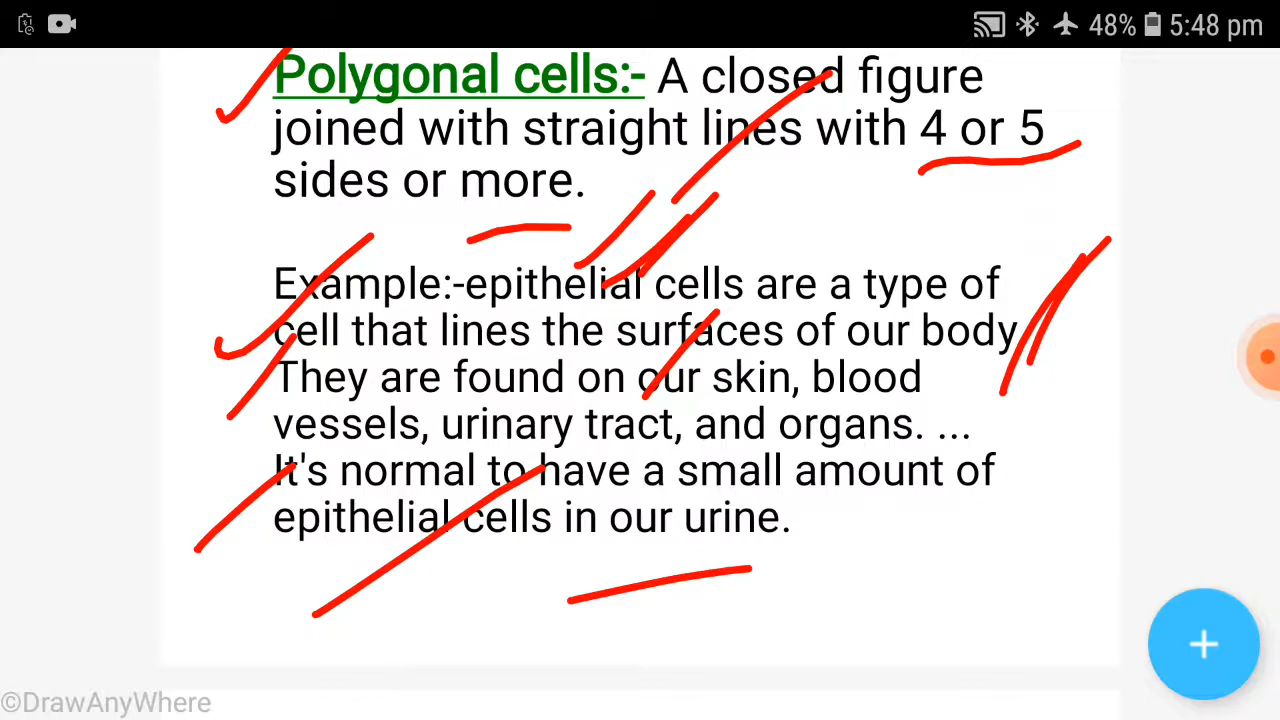 48% 5:48 pm
Polygonal cells:- A closed figure
joined with straight lines with 4 or 5
sides or more.
Example:-epithelial cells are a type of
cell that lines the surfaces of our body
They are found on our skin, blood
vessels, urinary tract, and organs. ...
It's normal to have a small amount of
epithelial cells in our urine.
+
©DrawAnyWhere